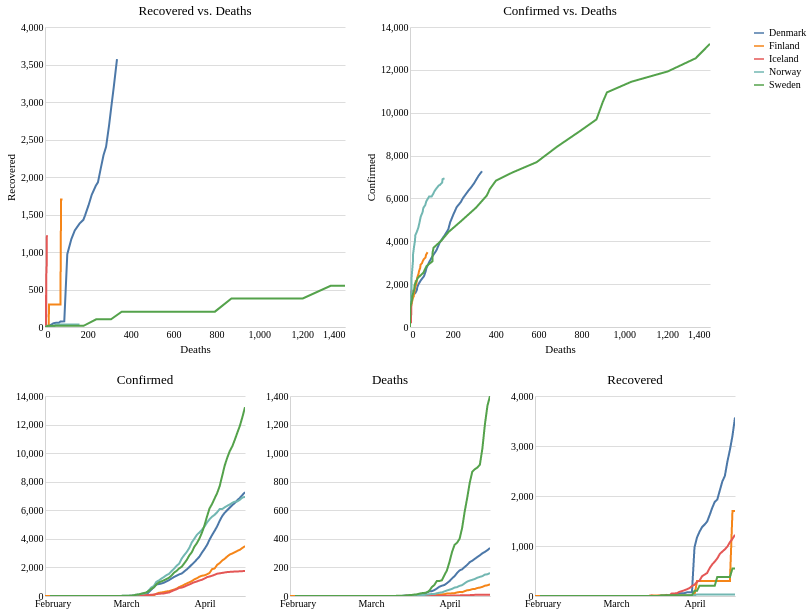 Recovered vs. Deaths
4,000
3,500
3,000
2,500
2,000
1,500
1,000
500
0
Recovered
0 200 400 600 800 1,000 1,200 1,400
Deaths
Confirmed vs. Deaths
14,000
12,000
10,000
8,000
6,000
4,000
2,000
0
Confirmed
0 200 400 600 800 1,000 1,200 1,400
Deaths
Denmark
Finland
Iceland
Norway
Sweden
Confirmed
14,000
12,000
10,000
8,000
6,000
4,000
2,000
0
February March April
Deaths
1,400
1,200
1,000
800
600
400
200
0
February March April
Recovered
4,000
3,000
2,000
1,000
0
February March April